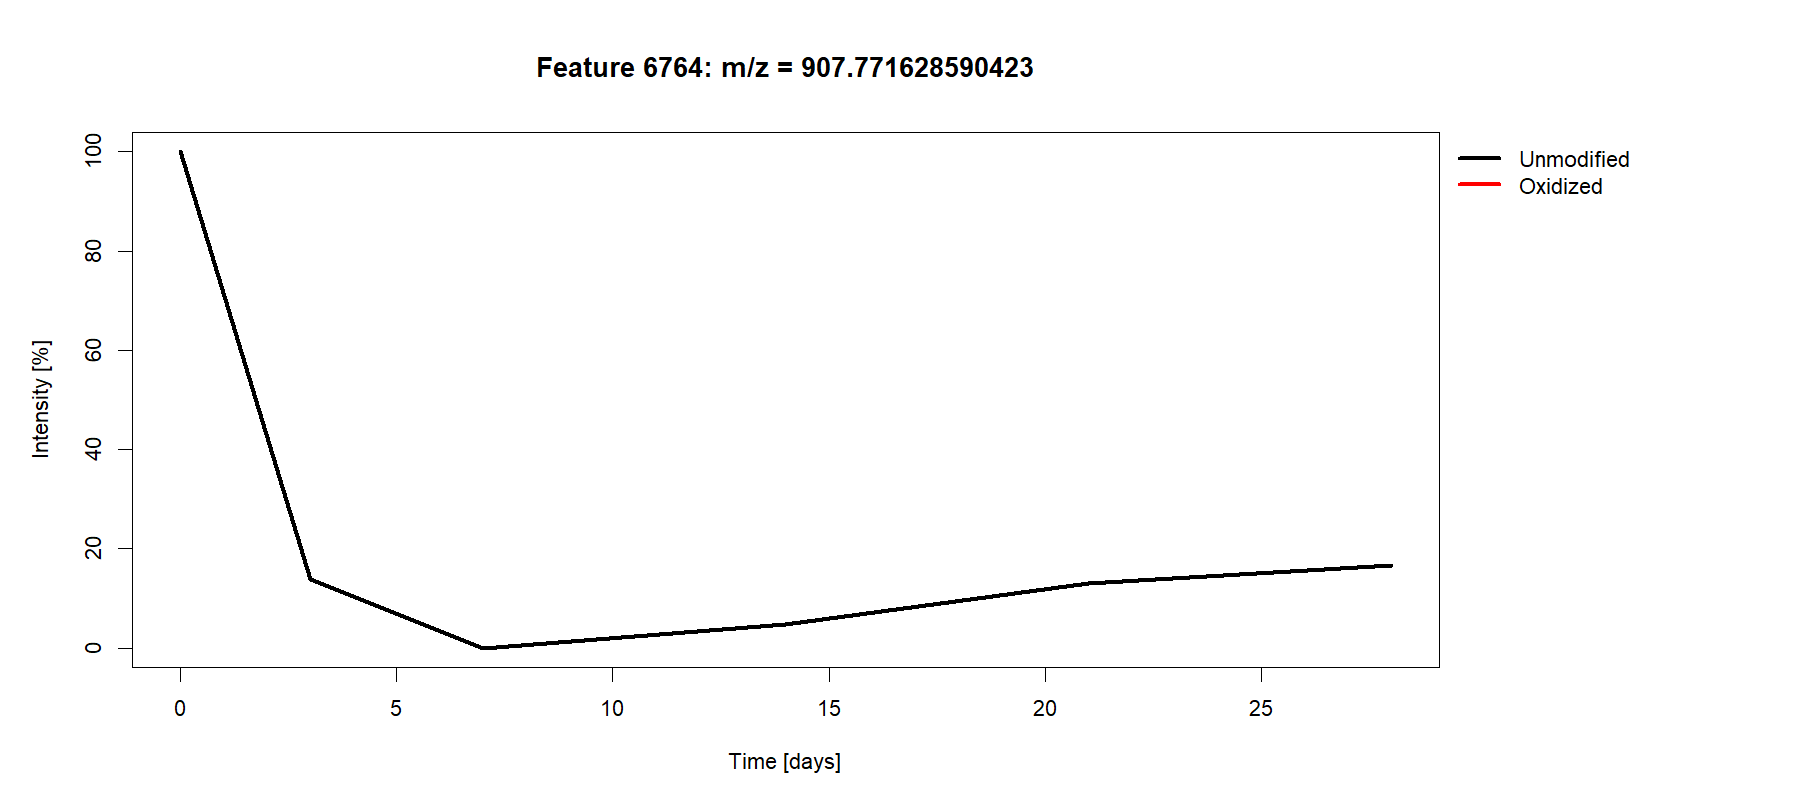 Feature 6764: m/z = 907.771628590423
Unmodified
Oxidized
Intensity [%]
100
80
60
40
20
0
0 5 10 15 20 25
Time [days]